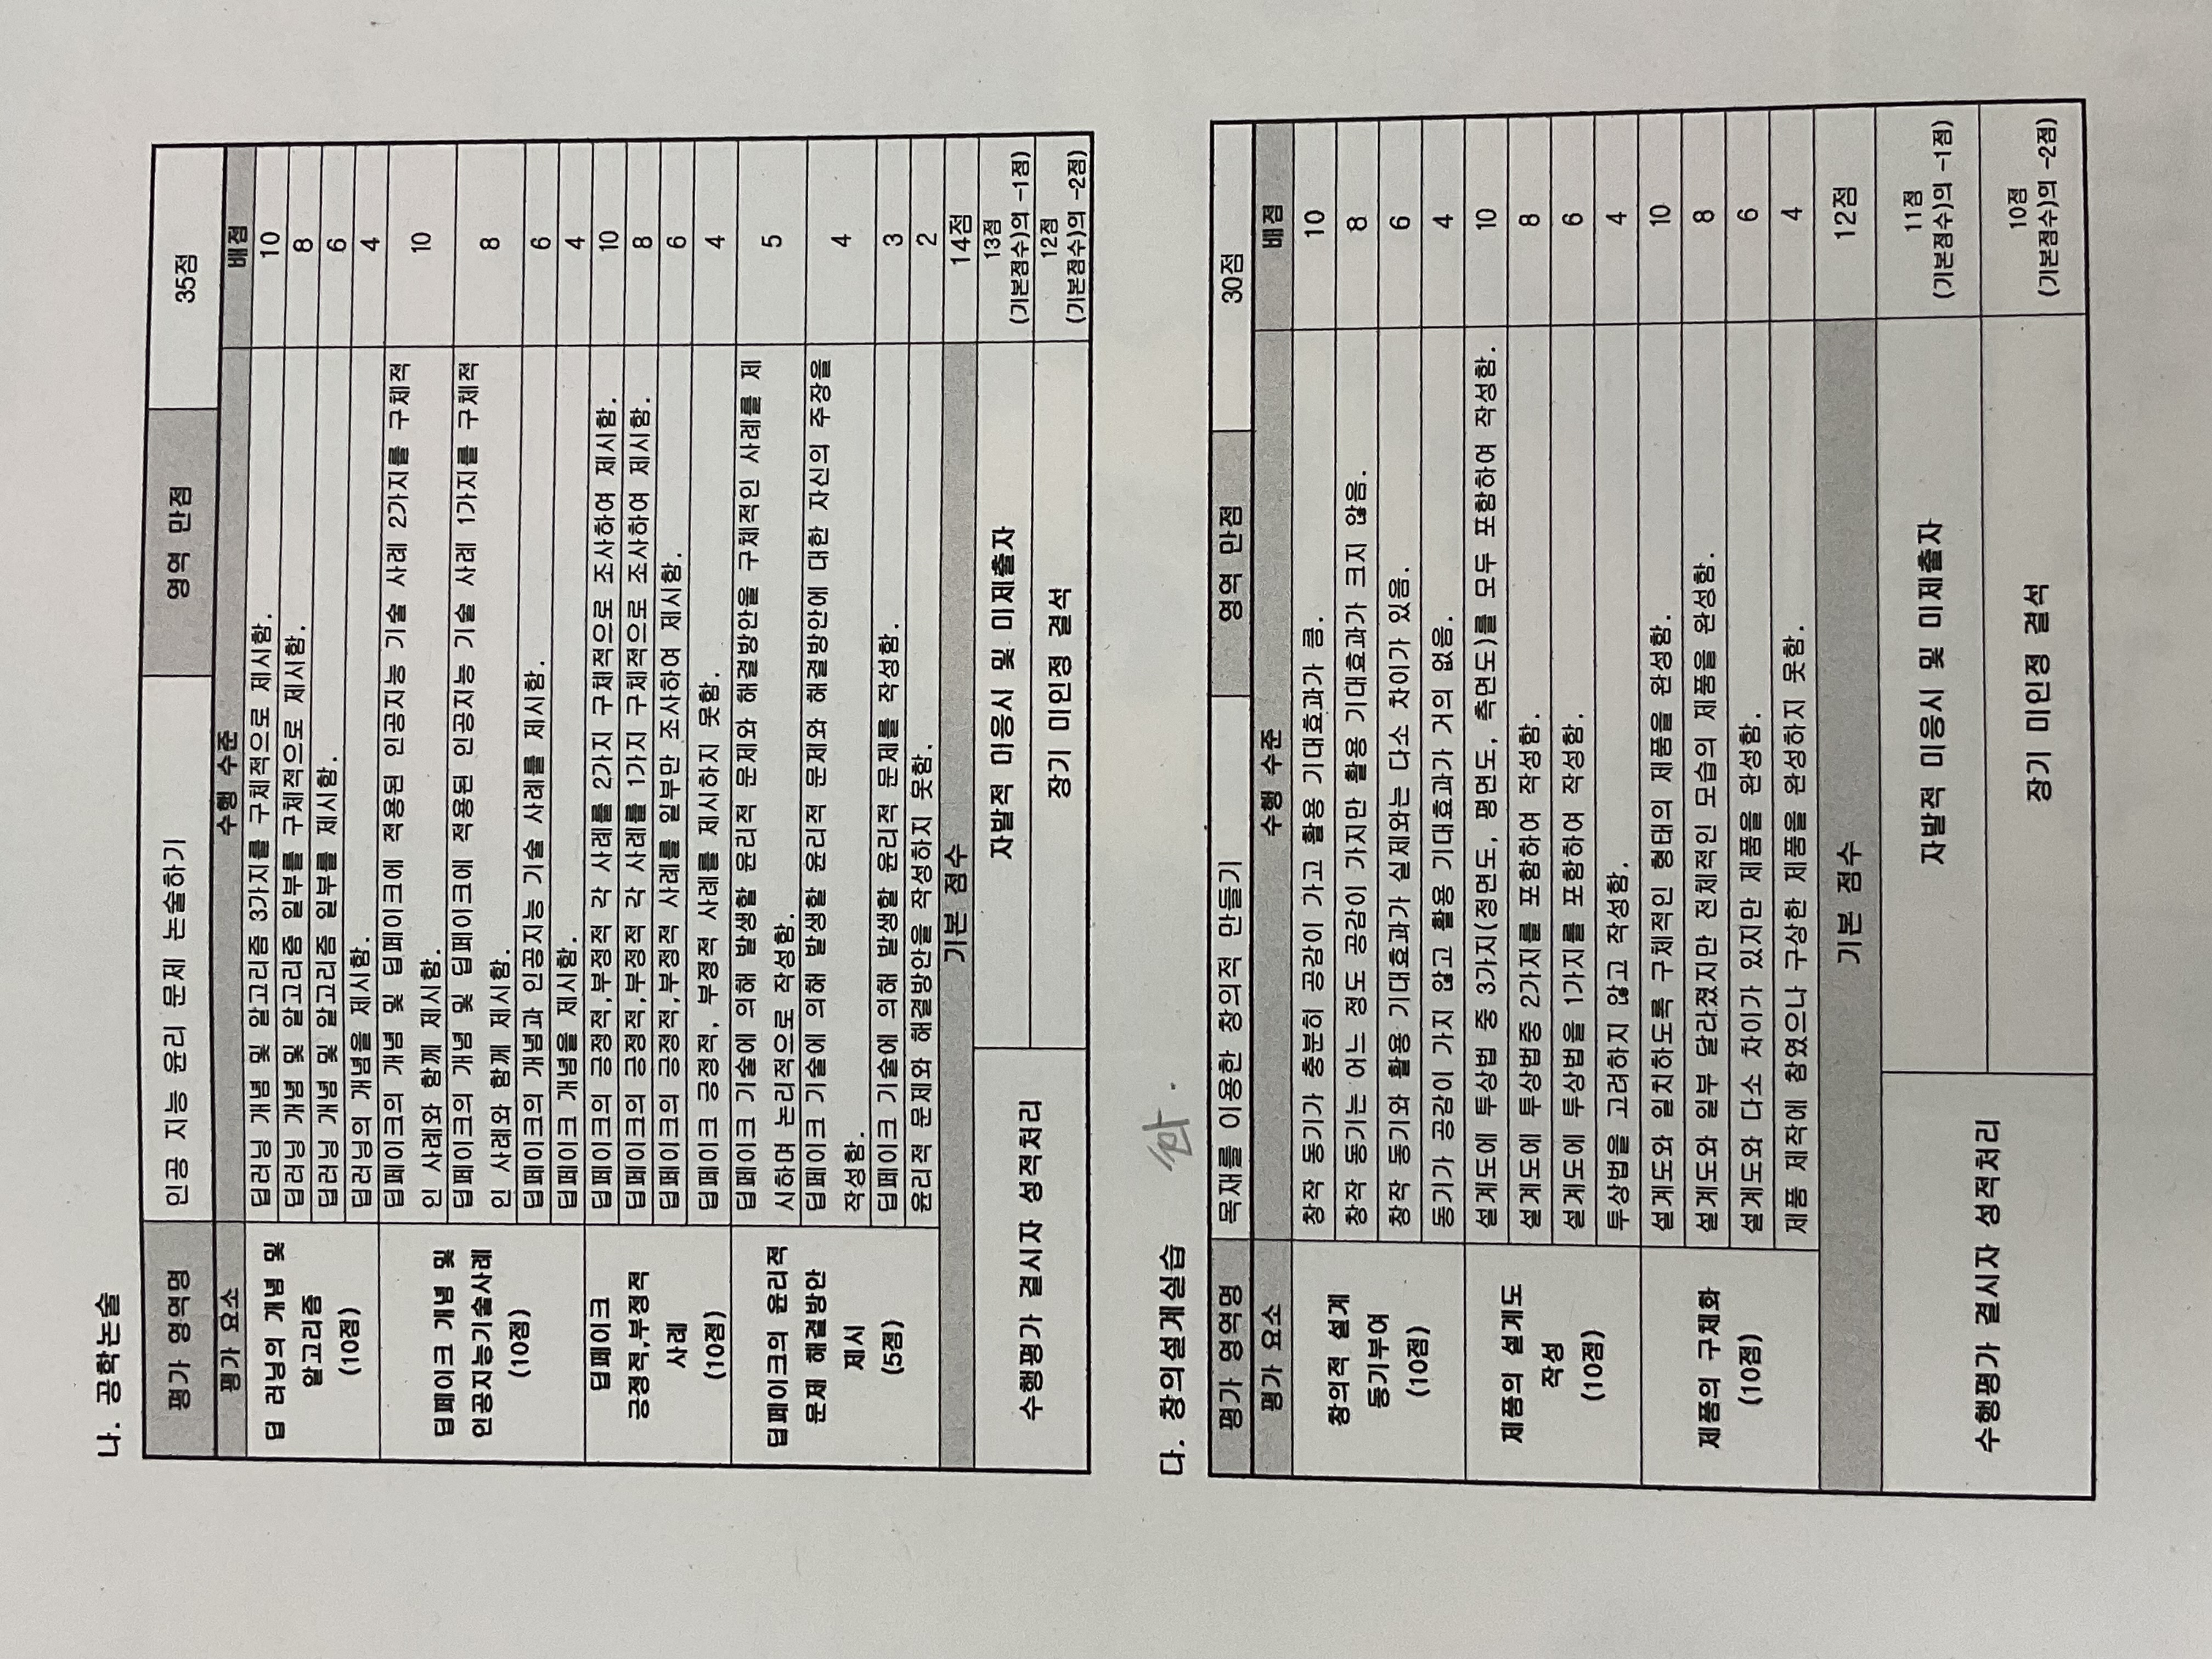 나. 공학논술
평가 영역명 인공 지능 윤리 문제 논술하기 영역 만점 35점
평가 요소 수행 수준 배점
딥 러닝의 개념 및
알고리즘
(10점)
딥러닝 개념 및 알고리즘 3가지를 구체적으로 제시함. 10
딥러닝 개념 및 알고리즘 일부를 구체적으로 제시함. 8
딥러닝 개념 및 알고리즘 일부를 제시함. 6
딥러닝의 개념을 제시함. 4
딥페이크 개념 및
인공지능기술사례
(10점)
딥페이크의 개념 및 딥페이크에 적용된 인공지능 기술 사례 2가지를 구체적
인 사례와 함께 제시함. 10
딥페이크의 개념 및 딥페이크에 적용된 인공지능 기술 사례 1가지를 구체적
인 사례와 함께 제시함. 8
딥페이크의 개념과 인공지능 기술 사례를 제시함. 6
딥페이크 개념을 제시함. 4
딥페이크
긍정적,부정적
사례
(10점)
딥페이크의 긍정적,부정적 각 사례를 2가지 구체적으로 조사하여 제시함. 10
딥페이크의 긍정적,부정적 각 사례를 1가지 구체적으로 조사하여 제시함. 8
딥페이크의 긍정적,부정적 사례를 일부만 조사하여 제시함. 6
딥페이크 긍정적, 부정적 사례를 제시하지 못함. 4
딥페이크의 윤리적
문제 해결방안
제시
(5점)
딥페이크 기술에 의해 발생할 윤리적 문제와 해결방안을 구체적인 사례를 제
시하며 논리적으로 작성함. 5
딥페이크 기술에 의해 발생할 윤리적 문제와 해결방안에 대한 자신의 주장을
작성함. 4
딥페이크 기술에 의해 발생할 윤리적 문제를 작성함. 3
윤리적 문제와 해결방안을 작성하지 못함. 2
기본 점수 14점
수행평가 결시자 성적처리
자발적 미응시 및 미제출자 13점
(기본점수)의 -1점)
장기 미인정 결석 12점
(기본점수)의 -2점)
다. 창의설계실습
평가 영역명 목재를 이용한 창의적 만들기 영역 만점 30점
평가 요소 수행 수준 배점
창의적 설계
동기부여
(10점)
창작 동기가 충분히 공감이 가고 활용 기대효과가 큼. 10
창작 동기는 어느 정도 공감이 가지만 활용 기대효과가 크지 않음. 8
창작 동기와 활용 기대효과가 실제와는 다소 차이가 있음. 6
동기가 공감이 가지 않고 활용 기대효과가 거의 없음. 4
제품의 설계도
작성
(10점)
설계도에 투상법 중 3가지(정면도, 평면도, 측면도)를 모두 포함하여 작성함. 10
설계도에 투상법중 2가지를 포함하여 작성함. 8
설계도에 투상법을 1가지를 포함하여 작성함. 6
투상법을 고려하지 않고 작성함. 4
제품의 구체화
(10점)
설계도와 일치하도록 구체적인 형태의 제품을 완성함. 10
설계도와 일부 달라졌지만 전체적인 모습의 제품을 완성함. 8
설계도와 다소 차이가 있지만 제품을 완성함. 6
제품 제작에 참였으나 구상한 제품을 완성하지 못함. 4
기본 점수 12점
수행평가 결시자 성적처리
자발적 미응시 및 미제출자 11점
(기본점수)의 -1점)
장기 미인정 결석 10점
(기본점수)의 -2점)